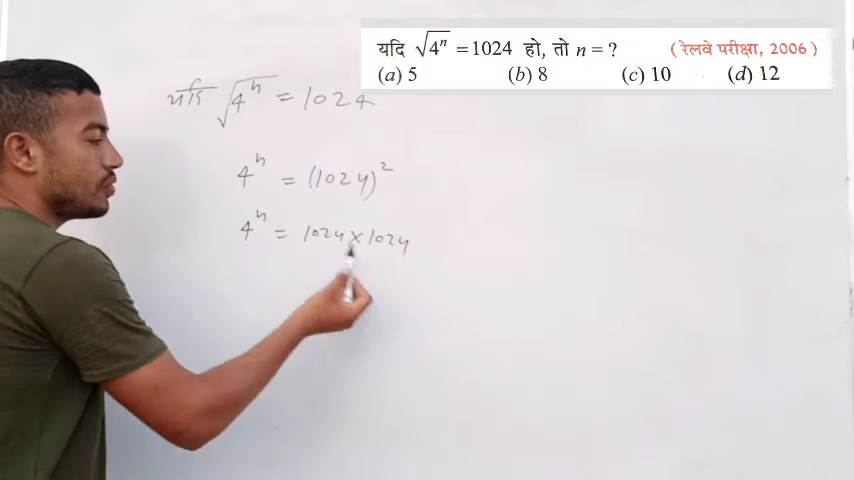 यदि √4ⁿ = 1024 हो, तो n = ? (रेलवे परीक्षा, 2006)
(a) 5 (b) 8 (c) 10 (d) 12
यदि √4ⁿ = 1024
4ⁿ = (1024)²
4ⁿ = 1024 × 1024